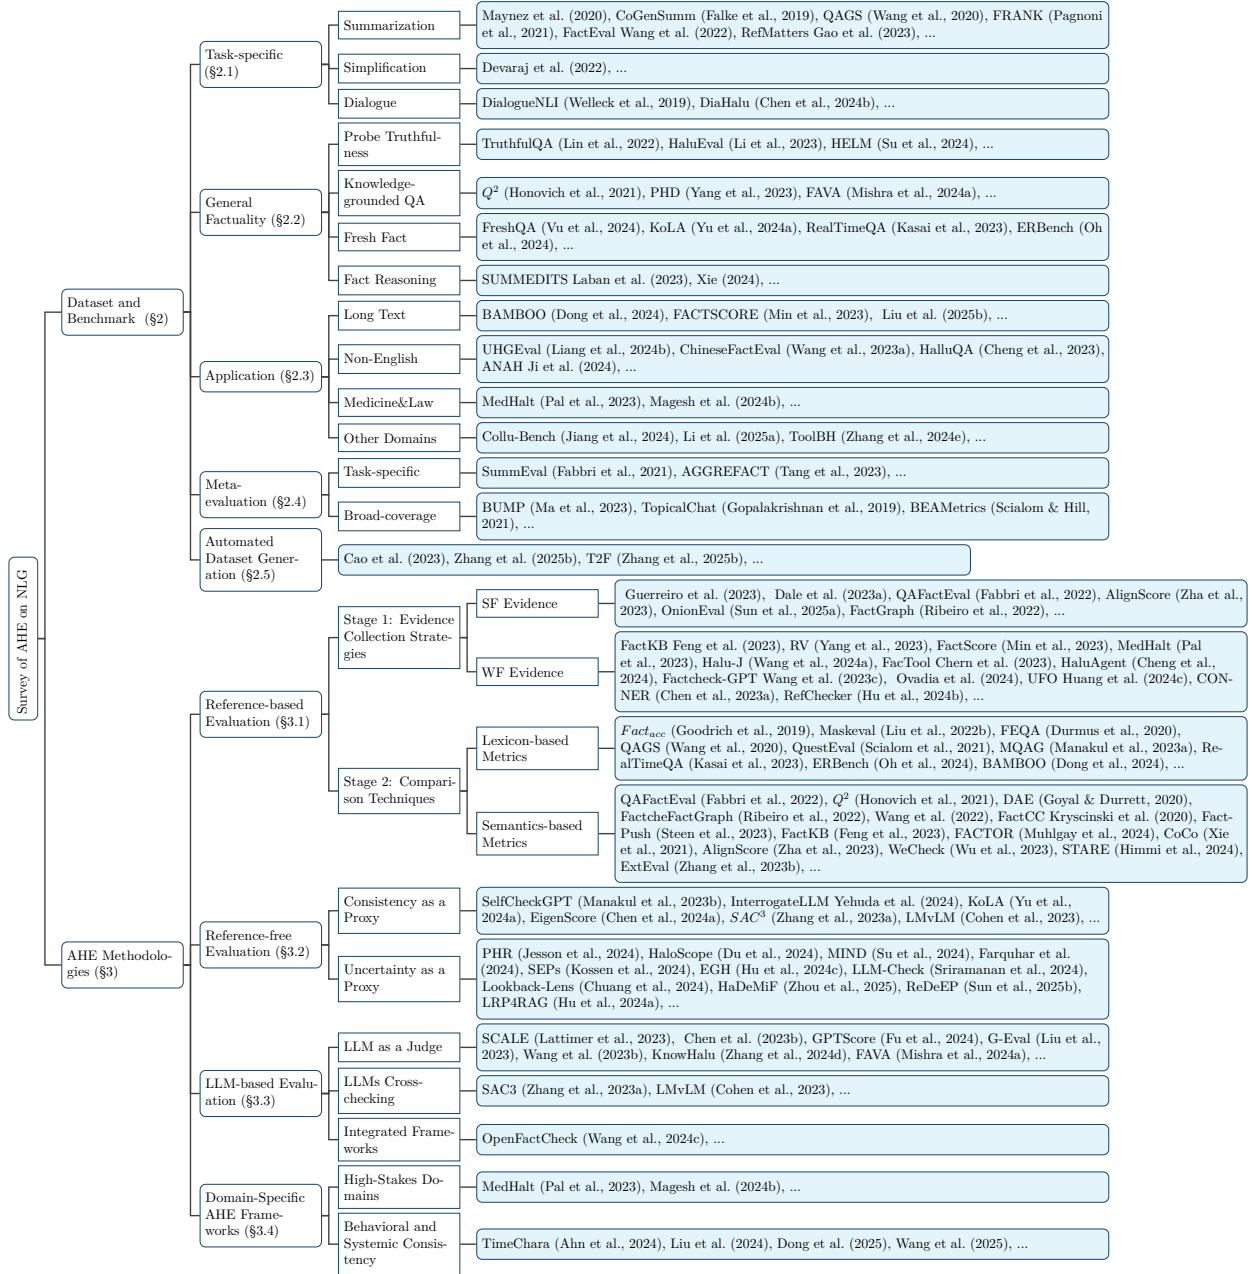 Survey of AHE on NLG
Dataset and
Benchmark (§2)
Task-specific
(§2.1)
Summarization
Maynez et al. (2020), CoGenSumm (Falke et al., 2019), QAGS (Wang et al., 2020), FRANK (Pagnoni
et al., 2021), FactEval Wang et al. (2022), RefMatters Gao et al. (2023), ...
Simplification
Devaraj et al. (2022), ...
Dialogue
DialogueNLI (Welleck et al., 2019), DiaHalu (Chen et al., 2024b), ...
General
Factuality (§2.2)
Probe Truthful-
ness
TruthfulQA (Lin et al., 2022), HaluEval (Li et al., 2023), HELM (Su et al., 2024), ...
Knowledge-
grounded QA
Q² (Honovich et al., 2021), PHD (Yang et al., 2023), FAVA (Mishra et al., 2024a), ...
Fresh Fact
FreshQA (Vu et al., 2024), KoLA (Yu et al., 2024a), RealTimeQA (Kasai et al., 2023), ERBench (Oh
et al., 2024), ...
Fact Reasoning
SUMMEDITS Laban et al. (2023), Xie (2024), ...
Application (§2.3)
Long Text
BAMBOO (Dong et al., 2024), FACTSCORE (Min et al., 2023), Liu et al. (2025b), ...
Non-English
UHGEval (Liang et al., 2024b), ChineseFactEval (Wang et al., 2023a), HalluQA (Cheng et al., 2023),
ANAH Ji et al. (2024), ...
Medicine&Law
MedHalt (Pal et al., 2023), Magesh et al. (2024b), ...
Other Domains
Collu-Bench (Jiang et al., 2024), Li et al. (2025a), ToolBH (Zhang et al., 2024e), ...
Meta-
evaluation (§2.4)
Task-specific
SummEval (Fabbri et al., 2021), AGGREFACT (Tang et al., 2023), ...
Broad-coverage
BUMP (Ma et al., 2023), TopicalChat (Gopalakrishnan et al., 2019), BEAMetrics (Scialom & Hill,
2021), ...
Automated
Dataset Gener-
ation (§2.5)
Cao et al. (2023), Zhang et al. (2025b), T2F (Zhang et al., 2025b), ...
AHE Methodolo-
gies (§3)
Reference-based
Evaluation (§3.1)
Stage 1: Evidence
Collection Strate-
gies
SF Evidence
Guerreiro et al. (2023), Dale et al. (2023a), QAFactEval (Fabbri et al., 2022), AlignScore (Zha et al.,
2023), OnionEval (Sun et al., 2025a), FactGraph (Ribeiro et al., 2022), ...
WF Evidence
FactKB Feng et al. (2023), RV (Yang et al., 2023), FactScore (Min et al., 2023), MedHalt (Pal
et al., 2023), Halu-J (Wang et al., 2024a), FacTool Chern et al. (2023), HaluAgent (Cheng et al.,
2024), Factcheck-GPT Wang et al. (2023c), Ovadia et al. (2024), UFO Huang et al. (2024c), CON-
NER (Chen et al., 2023a), RefChecker (Hu et al., 2024b), ...
Stage 2: Compari-
son Techniques
Lexicon-based
Metrics
Fact_acc (Goodrich et al., 2019), Maskeval (Liu et al., 2022b), FEQA (Durmus et al., 2020),
QAGS (Wang et al., 2020), QuestEval (Scialom et al., 2021), MQAG (Manakul et al., 2023a), Re-
alTimeQA (Kasai et al., 2023), ERBench (Oh et al., 2024), BAMBOO (Dong et al., 2024), ...
Semantics-based
Metrics
QAFactEval (Fabbri et al., 2022), Q² (Honovich et al., 2021), DAE (Goyal & Durrett, 2020),
FactcheFactGraph (Ribeiro et al., 2022), Wang et al. (2022), FactCC Kryscinski et al. (2020), Fact-
Push (Steen et al., 2023), FactKB (Feng et al., 2023), FACTOR (Muhlgay et al., 2024), CoCo (Xie
et al., 2021), AlignScore (Zha et al., 2023), WeCheck (Wu et al., 2023), STARE (Himmi et al., 2024),
ExtEval (Zhang et al., 2023b), ...
Reference-free
Evaluation (§3.2)
Consistency as a
Proxy
SelfCheckGPT (Manakul et al., 2023b), InterrogateLLM Yehuda et al. (2024), KoLA (Yu et al.,
2024a), EigenScore (Chen et al., 2024a), SAC³ (Zhang et al., 2023a), LMvLM (Cohen et al., 2023), ...
Uncertainty as a
Proxy
PHR (Jesson et al., 2024), HaloScope (Du et al., 2024), MIND (Su et al., 2024), Farquhar et al.
(2024), SEPs (Kossen et al., 2024), EGH (Hu et al., 2024c), LLM-Check (Sriramanan et al., 2024),
Lookback-Lens (Chuang et al., 2024), HaDeMiF (Zhou et al., 2025), ReDeEP (Sun et al., 2025b),
LRP4RAG (Hu et al., 2024a), ...
LLM-based Evalu-
ation (§3.3)
LLM as a Judge
SCALE (Lattimer et al., 2023), Chen et al. (2023b), GPTScore (Fu et al., 2024), G-Eval (Liu et al.,
2023), Wang et al. (2023b), KnowHalu (Zhang et al., 2024d), FAVA (Mishra et al., 2024a), ...
LLMs Cross-
checking
SAC3 (Zhang et al., 2023a), LMvLM (Cohen et al., 2023), ...
Integrated Frame-
works
OpenFactCheck (Wang et al., 2024c), ...
Domain-Specific
AHE Frame-
works (§3.4)
High-Stakes Do-
mains
MedHalt (Pal et al., 2023), Magesh et al. (2024b), ...
Behavioral and
Systemic Consis-
tency
TimeChara (Ahn et al., 2024), Liu et al. (2024), Dong et al. (2025), Wang et al. (2025), ...